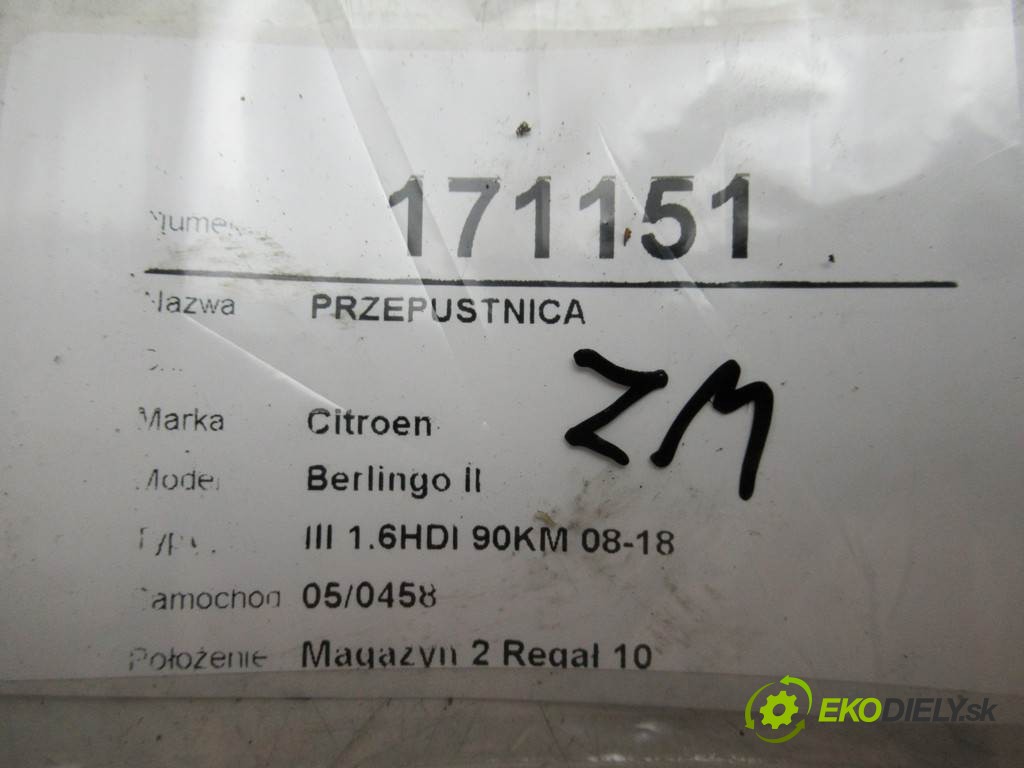 171151
Nazwa PRZEPUSTNICA
Marka Citroen
Model Berlingo II
III 1.6HDI 90KM 08-18
Samochod 05/0458
Położenie Magazyn 2 Regał 10
ZM
EKODIELY.sk